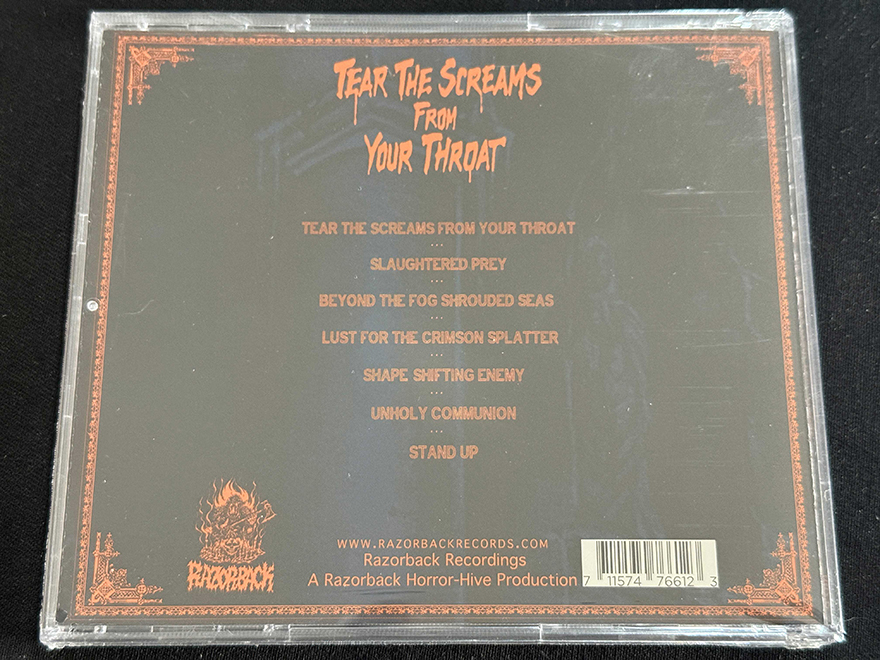 TEAR THE SCREAMS
FROM
YOUR THROAT
TEAR THE SCREAMS FROM YOUR THROAT
...
SLAUGHTERED PREY
...
BEYOND THE FOG SHROUDED SEAS
...
LUST FOR THE CRIMSON SPLATTER
...
SHAPE SHIFTING ENEMY
...
UNHOLY COMMUNION
...
STAND UP
RAZORBACK
WWW.RAZORBACKRECORDS.COM
Razorback Recordings
A Razorback Horror-Hive Production
7 11574 76612 3